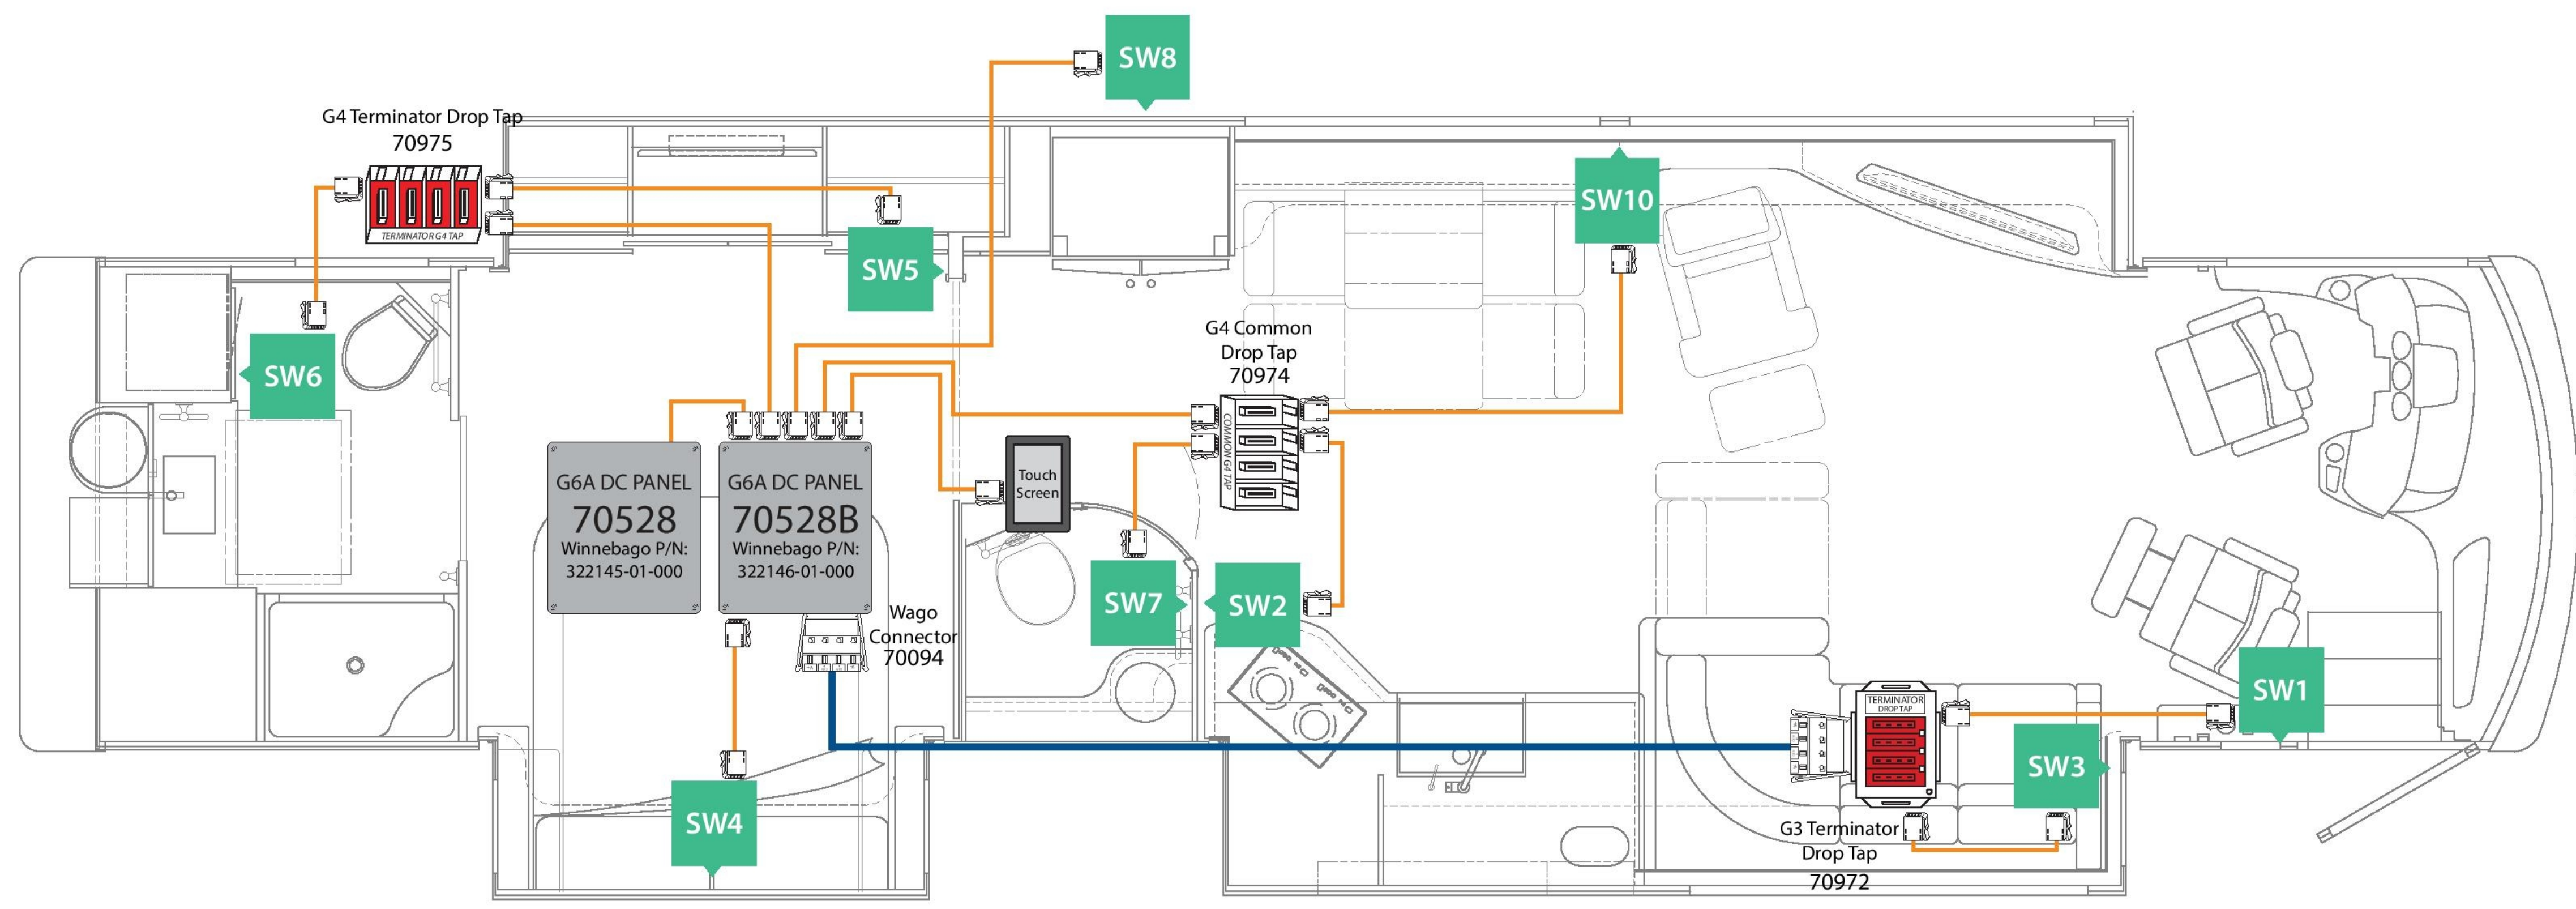 SW8
G4 Terminator Drop Tap
70975
TERMINATOR G4 TAP
SW10
SW5
SW6
G4 Common
Drop Tap
70974
COMMON G4 TAP
G6A DC PANEL
70528
Winnebago P/N:
322145-01-000
G6A DC PANEL
70528B
Winnebago P/N:
322146-01-000
Touch
Screen
Wago
Connector
70094
SW7
SW2
SW4
TERMINATOR
DROP TAP
SW1
SW3
G3 Terminator
Drop Tap
70972